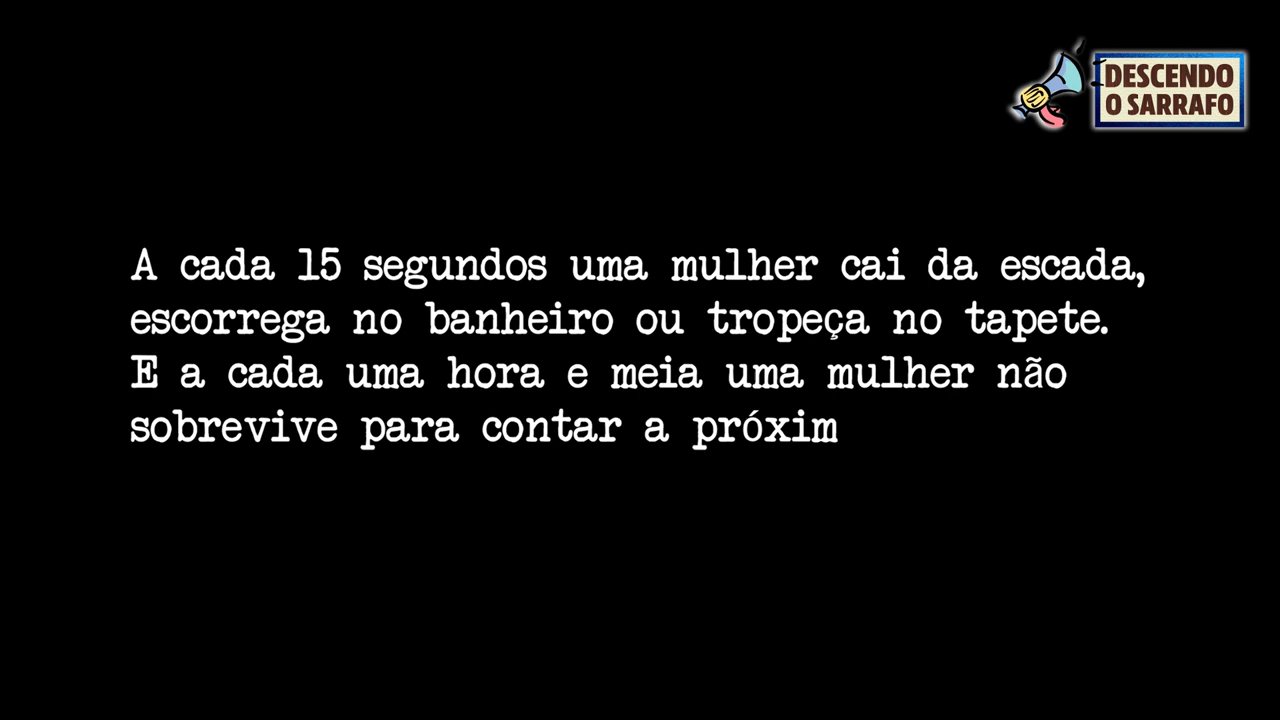 DESCENDO
O SARRAFO
A cada 15 segundos uma mulher cai da escada,
escorrega no banheiro ou tropeça no tapete.
E a cada uma hora e meia uma mulher não
sobrevive para contar a próxim